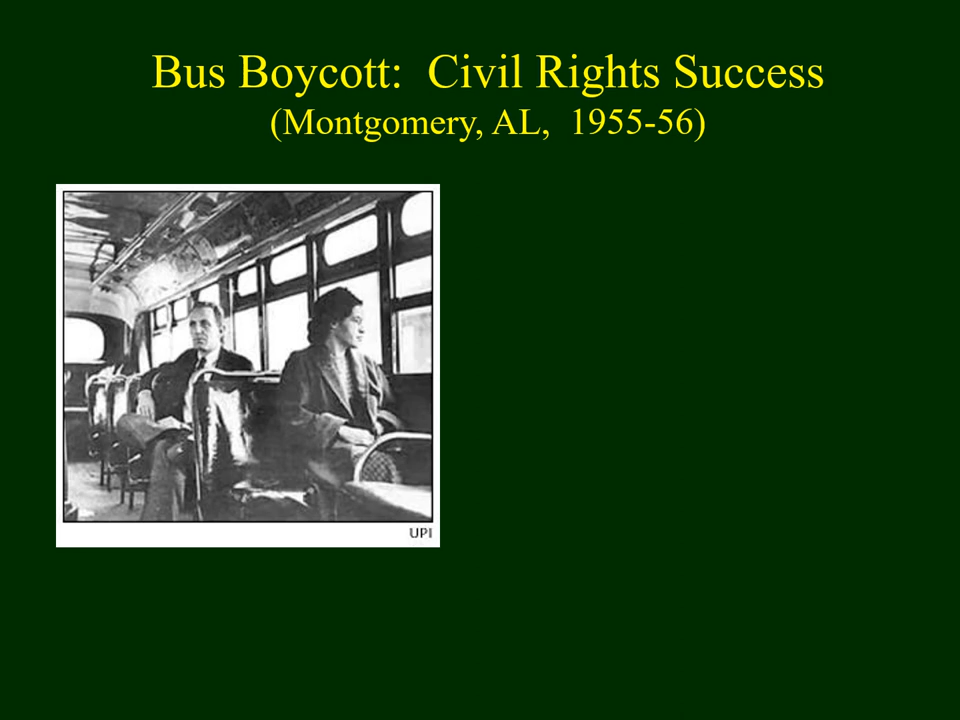 Bus Boycott:  Civil Rights Success
(Montgomery, AL,  1955-56)
UPI